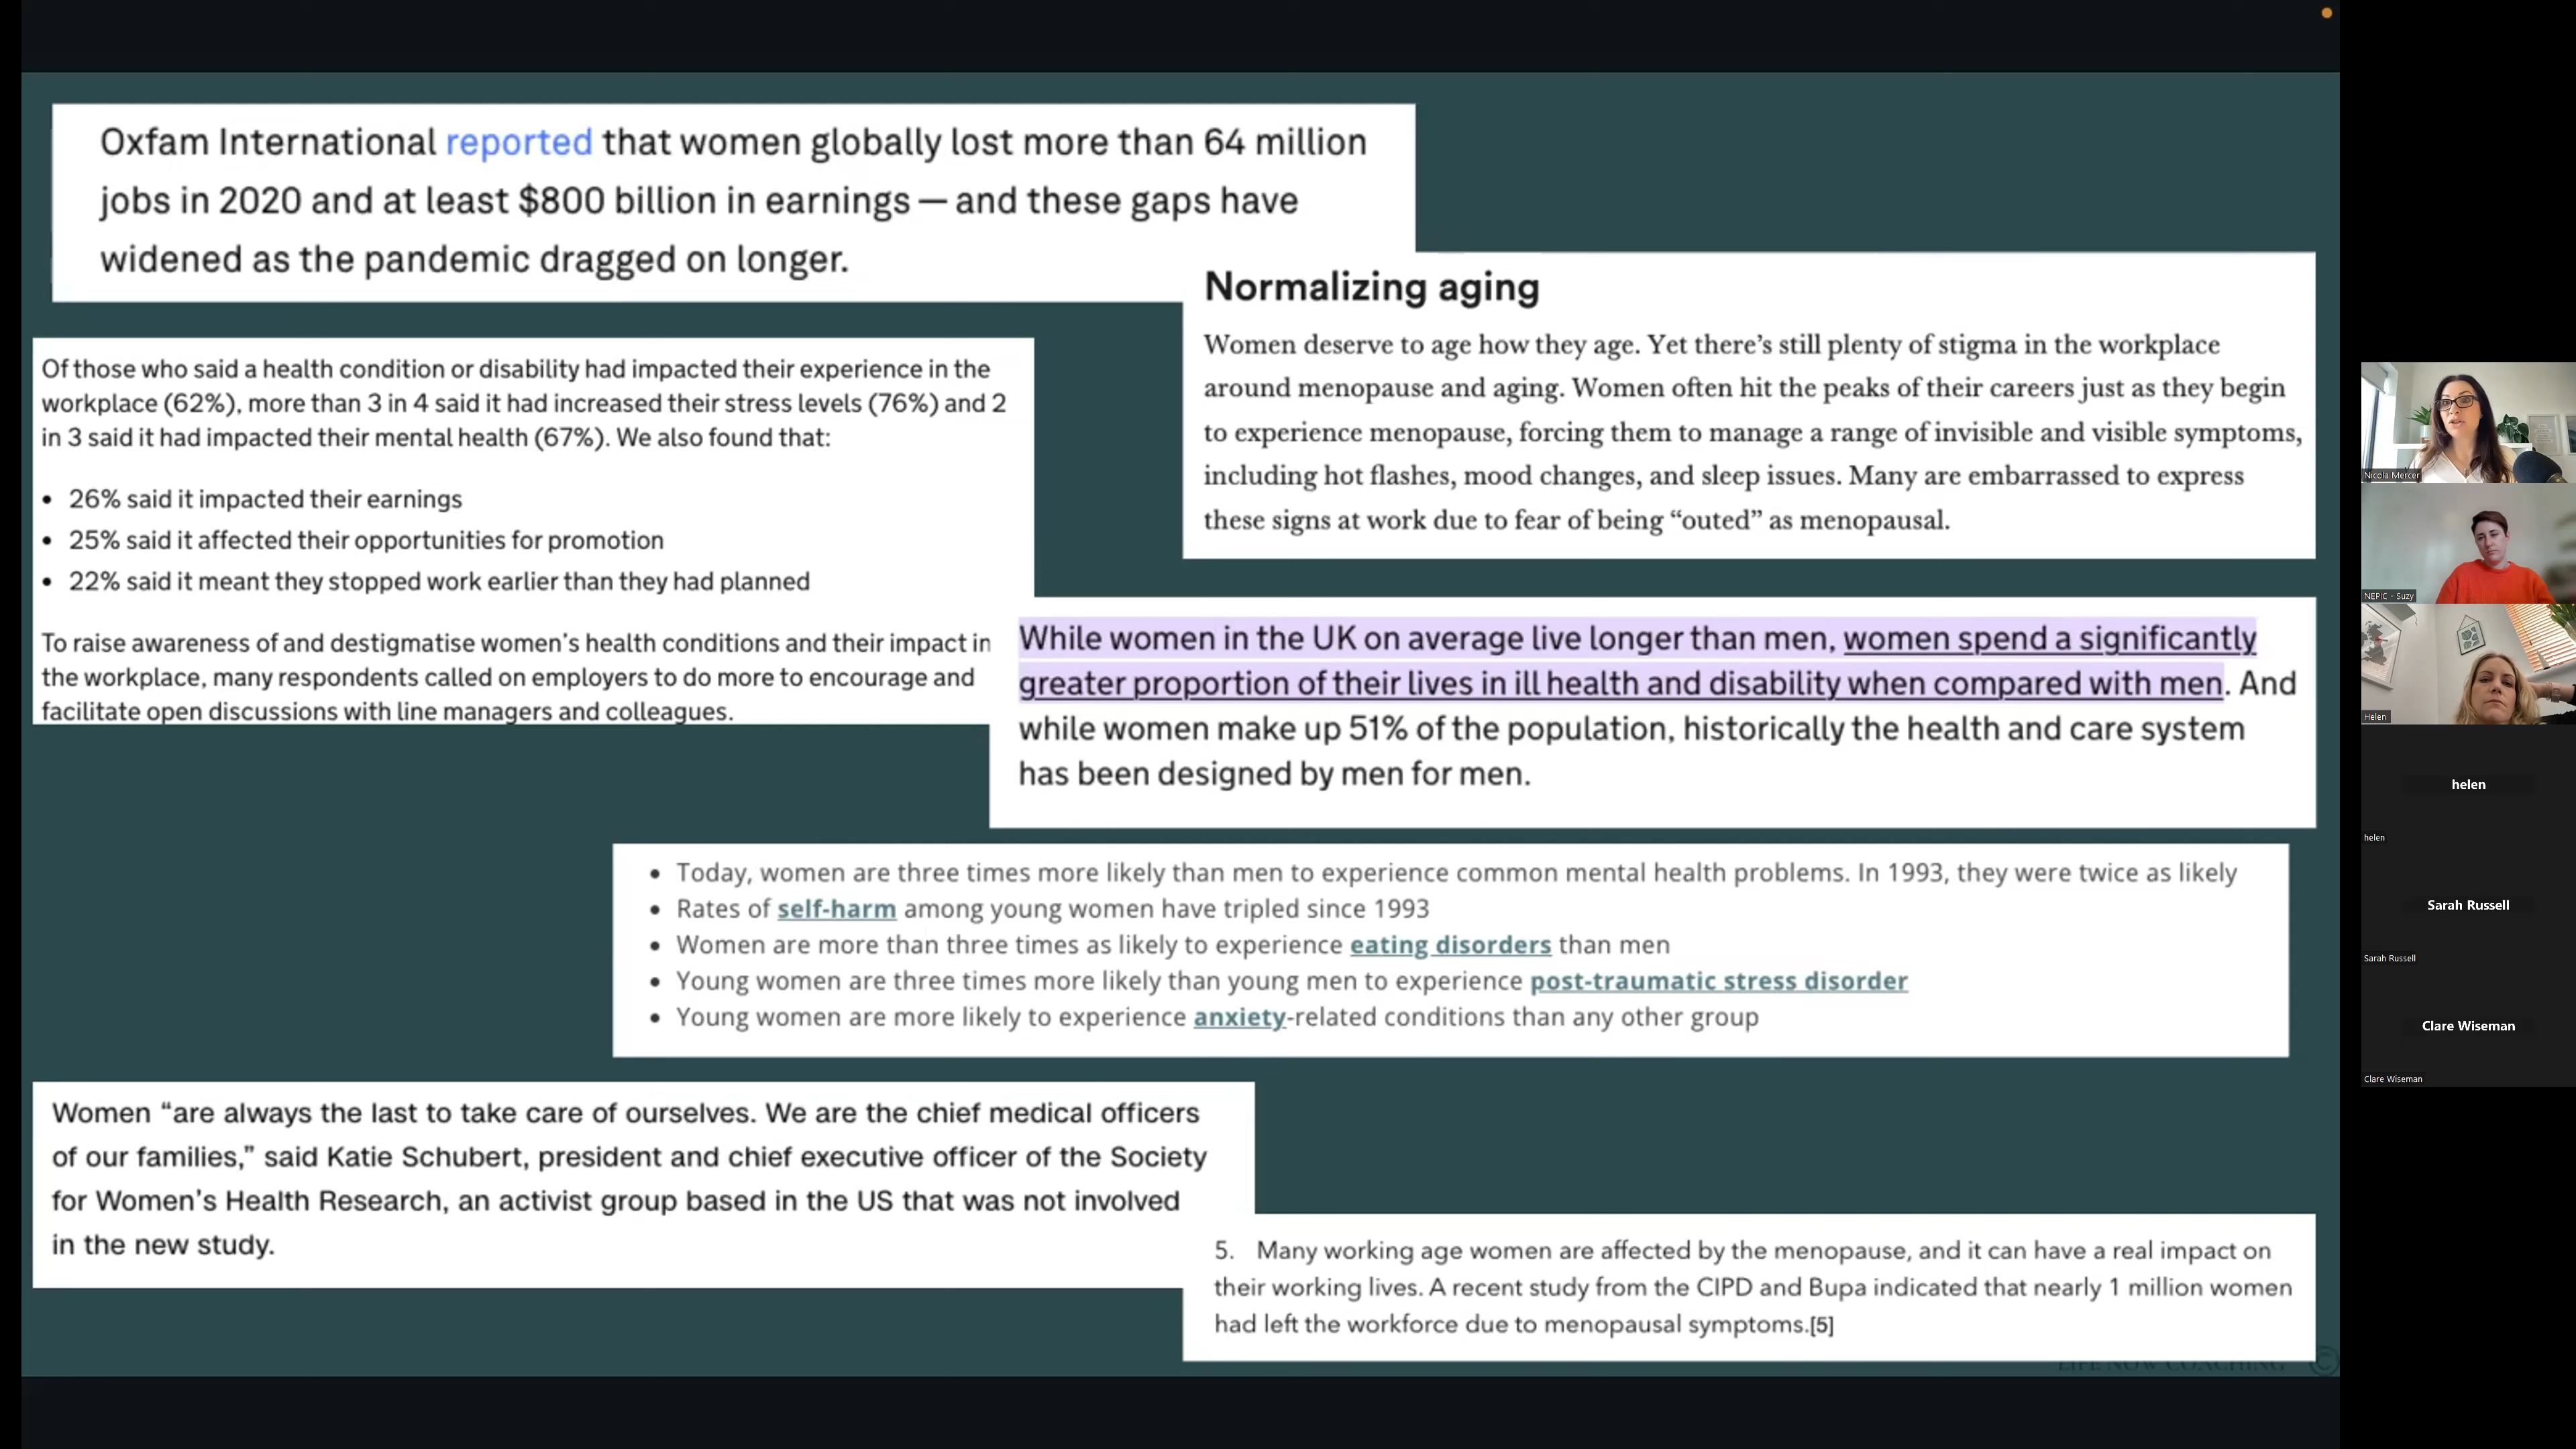 Oxfam International reported that women globally lost more than 64 million
jobs in 2020 and at least $800 billion in earnings — and these gaps have
widened as the pandemic dragged on longer.
Normalizing aging
Women deserve to age how they age. Yet there’s still plenty of stigma in the workplace
around menopause and aging. Women often hit the peaks of their careers just as they begin
to experience menopause, forcing them to manage a range of invisible and visible symptoms,
including hot flashes, mood changes, and sleep issues. Many are embarrassed to express
these signs at work due to fear of being “outed” as menopausal.
Of those who said a health condition or disability had impacted their experience in the
workplace (62%), more than 3 in 4 said it had increased their stress levels (76%) and 2
in 3 said it had impacted their mental health (67%). We also found that:
• 26% said it impacted their earnings
• 25% said it affected their opportunities for promotion
• 22% said it meant they stopped work earlier than they had planned
To raise awareness of and destigmatise women’s health conditions and their impact in
the workplace, many respondents called on employers to do more to encourage and
facilitate open discussions with line managers and colleagues.
While women in the UK on average live longer than men, women spend a significantly
greater proportion of their lives in ill health and disability when compared with men. And
while women make up 51% of the population, historically the health and care system
has been designed by men for men.
• Today, women are three times more likely than men to experience common mental health problems. In 1993, they were twice as likely
• Rates of self-harm among young women have tripled since 1993
• Women are more than three times as likely to experience eating disorders than men
• Young women are three times more likely than young men to experience post-traumatic stress disorder
• Young women are more likely to experience anxiety-related conditions than any other group
Women “are always the last to take care of ourselves. We are the chief medical officers
of our families,” said Katie Schubert, president and chief executive officer of the Society
for Women’s Health Research, an activist group based in the US that was not involved
in the new study.
5. Many working age women are affected by the menopause, and it can have a real impact on
their working lives. A recent study from the CIPD and Bupa indicated that nearly 1 million women
had left the workforce due to menopausal symptoms.[5]
LIFE NOW COACHING ©
Nicola Mercer
NEPIC - Suzy
Helen
helen
helen
Sarah Russell
Sarah Russell
Clare Wiseman
Clare Wiseman